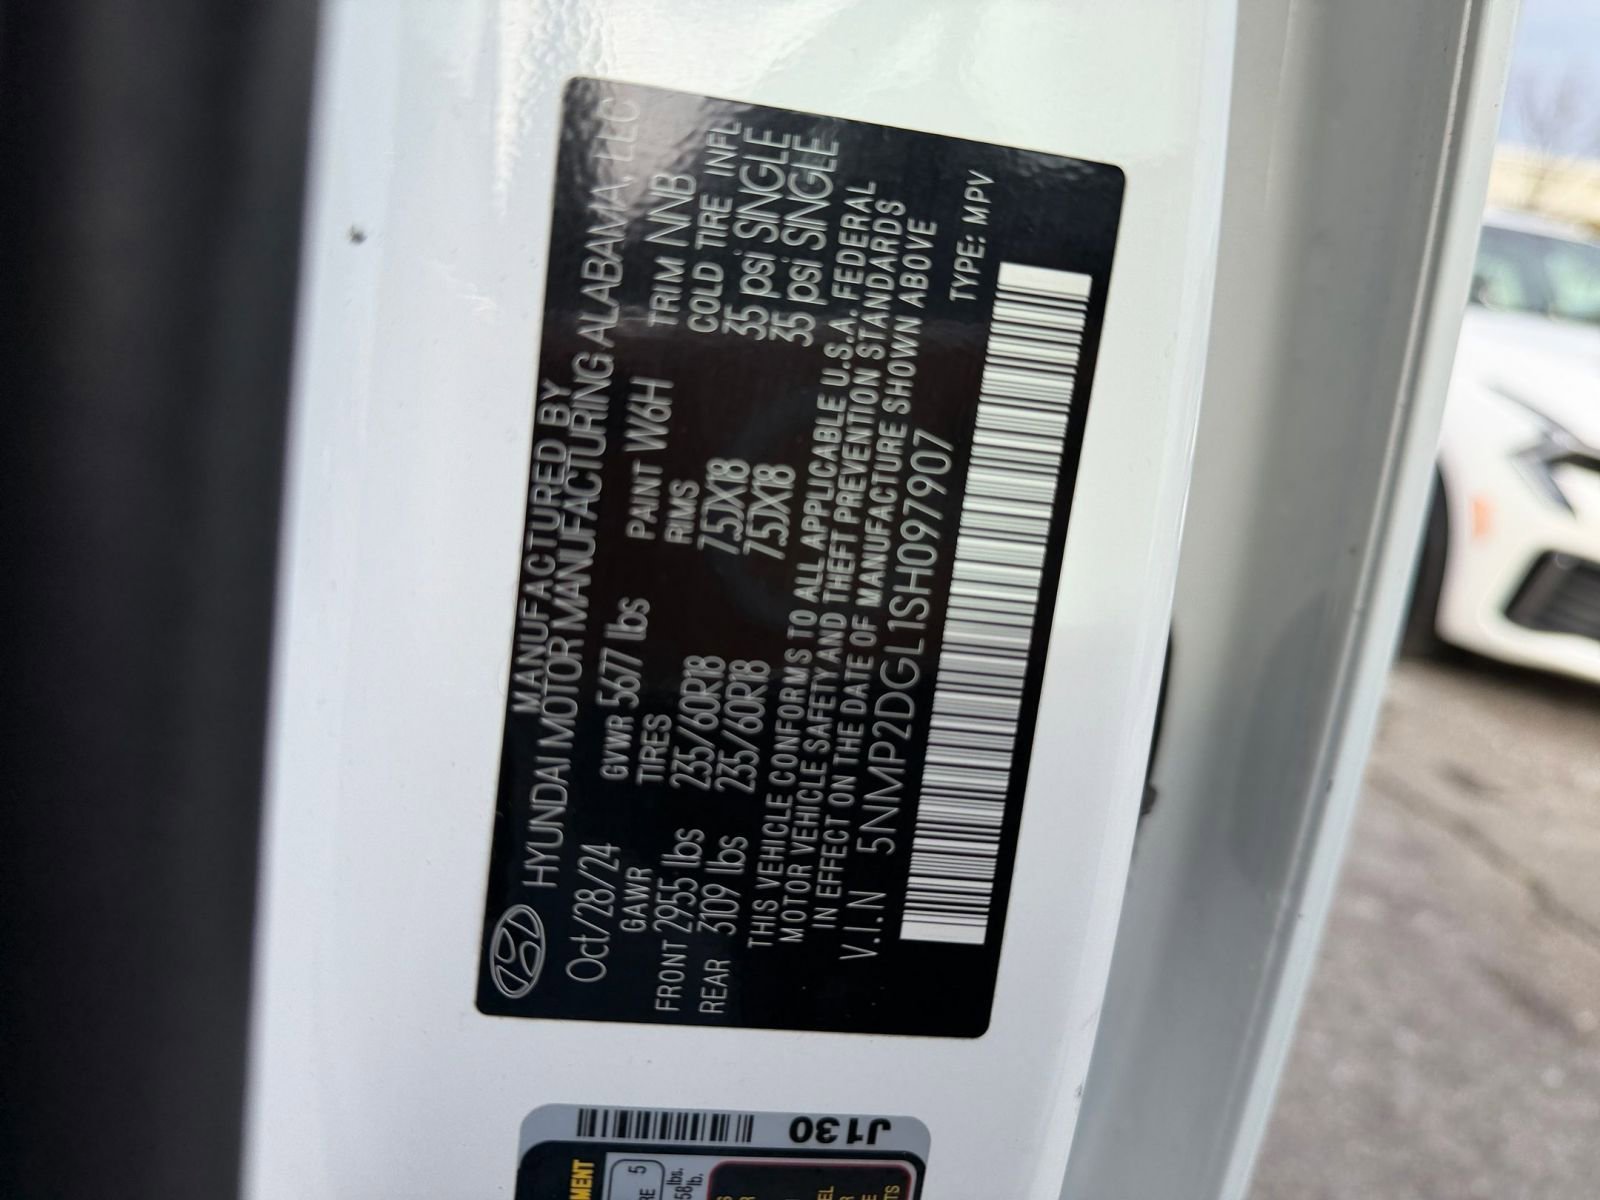 MANUFACTURED BY
HYUNDAI MOTOR MANUFACTURING ALABAMA, LLC
Oct/28/24 GVWR 5677 lbs PAINT W6H TRIM NNB
GAWR TIRES RIMS COLD TIRE INFL
FRONT 2955 lbs 235/60R18 7.5JX18 35 psi SINGLE
REAR 3109 lbs 235/60R18 7.5JX18 35 psi SINGLE
THIS VEHICLE CONFORMS TO ALL APPLICABLE U.S.A. FEDERAL
MOTOR VEHICLE SAFETY AND THEFT PREVENTION STANDARDS
IN EFFECT ON THE DATE OF MANUFACTURE SHOWN ABOVE
V.I.N 5NMP2DGL1SH097907 TYPE: MPV
J130
5